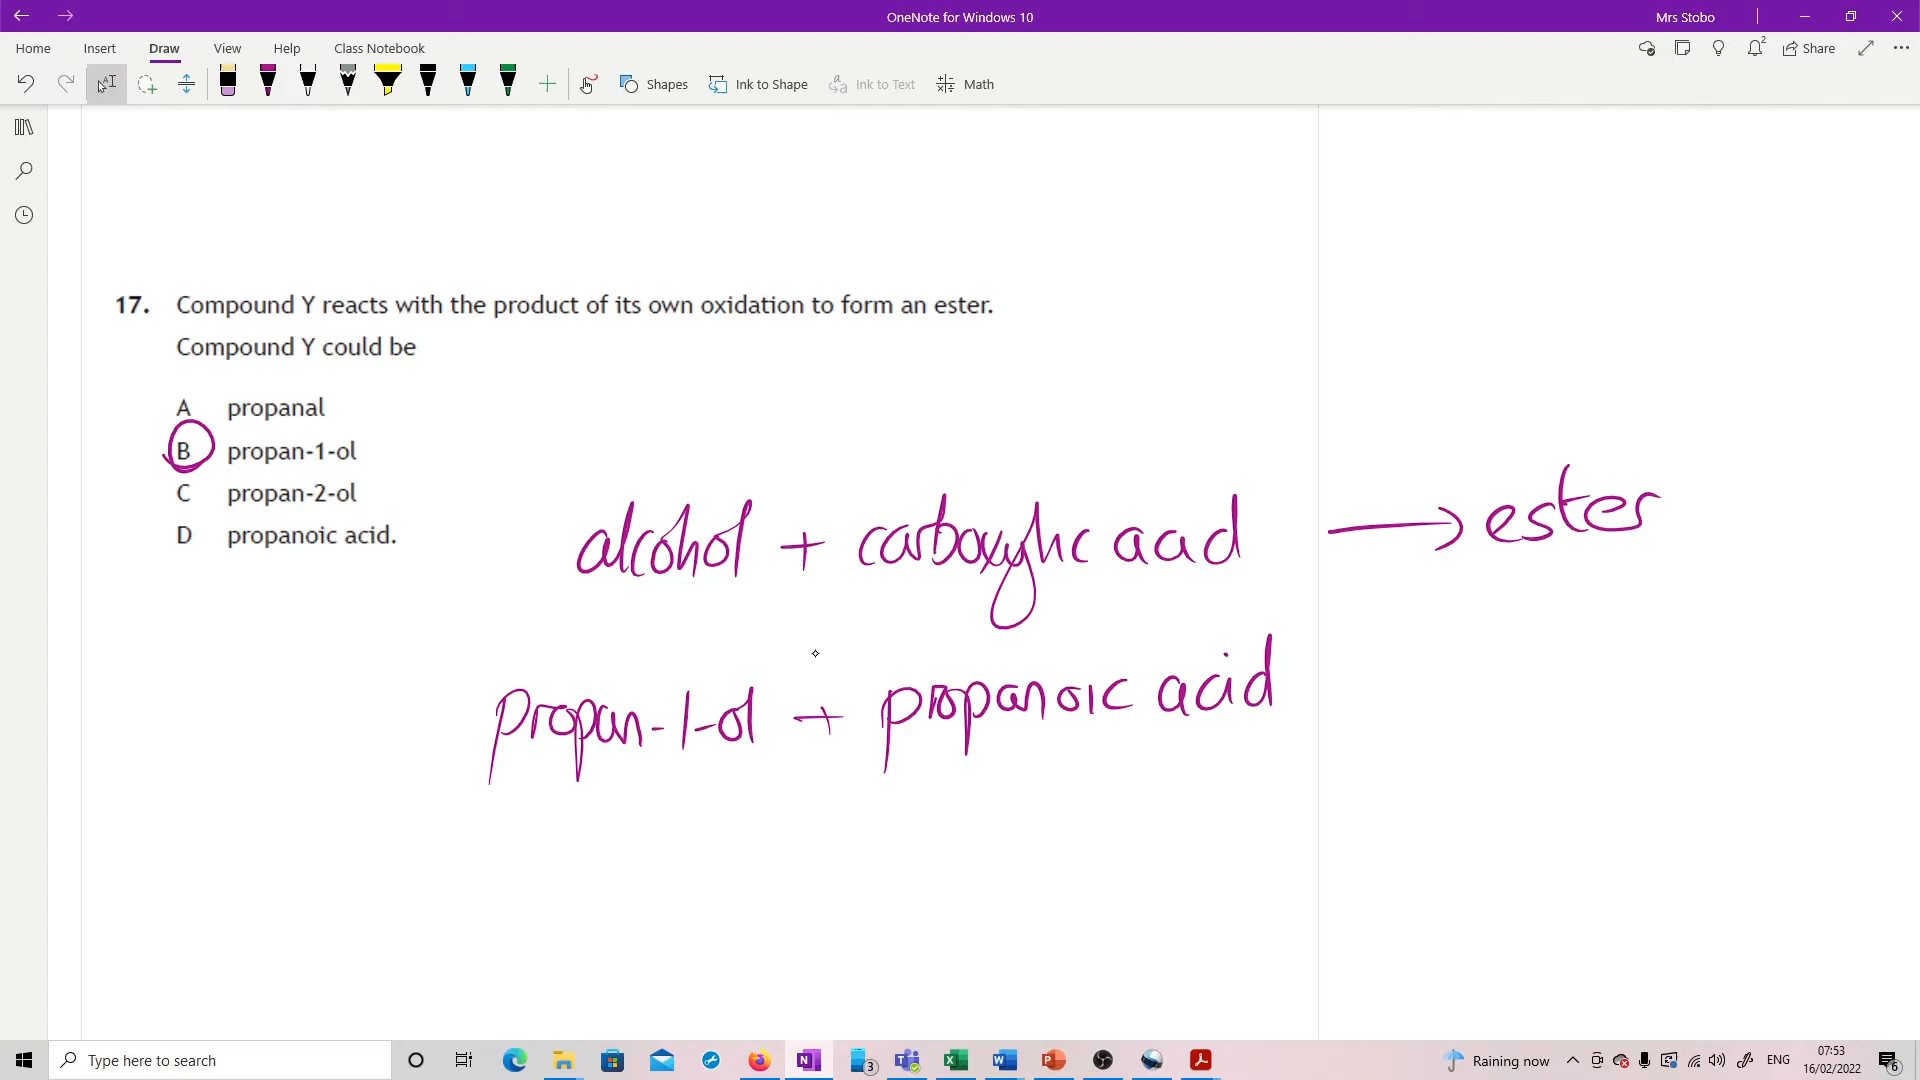 OneNote for Windows 10
Mrs Stobo
Home Insert Draw View Help Class Notebook
2
Share
Shapes Ink to Shape Ink to Text Math
17. Compound Y reacts with the product of its own oxidation to form an ester.
Compound Y could be
A propanal
B propan-1-ol
C propan-2-ol
D propanoic acid.
alcohol + carboxylic acid → ester
propan-1-ol + propanoic acid
Type here to search
3
Raining now
ENG
07:53
16/02/2022
6